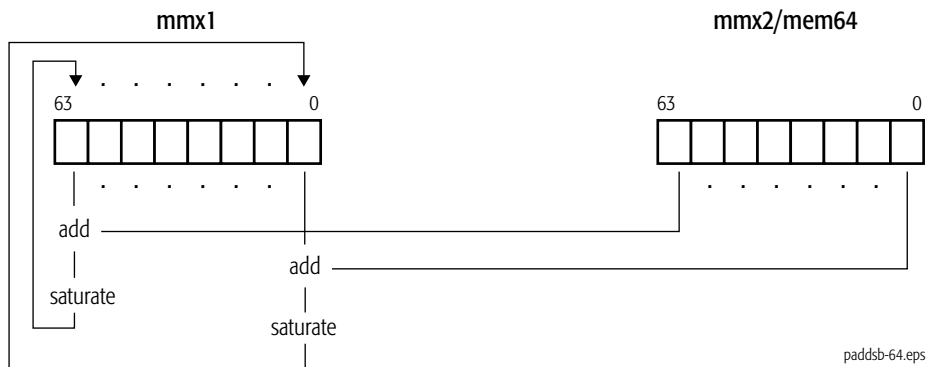 mmx1
mmx2/mem64
. . . . . .
63 0
63 0
. . . . . .
. . . . . .
add
add
saturate
saturate
paddsb-64.eps